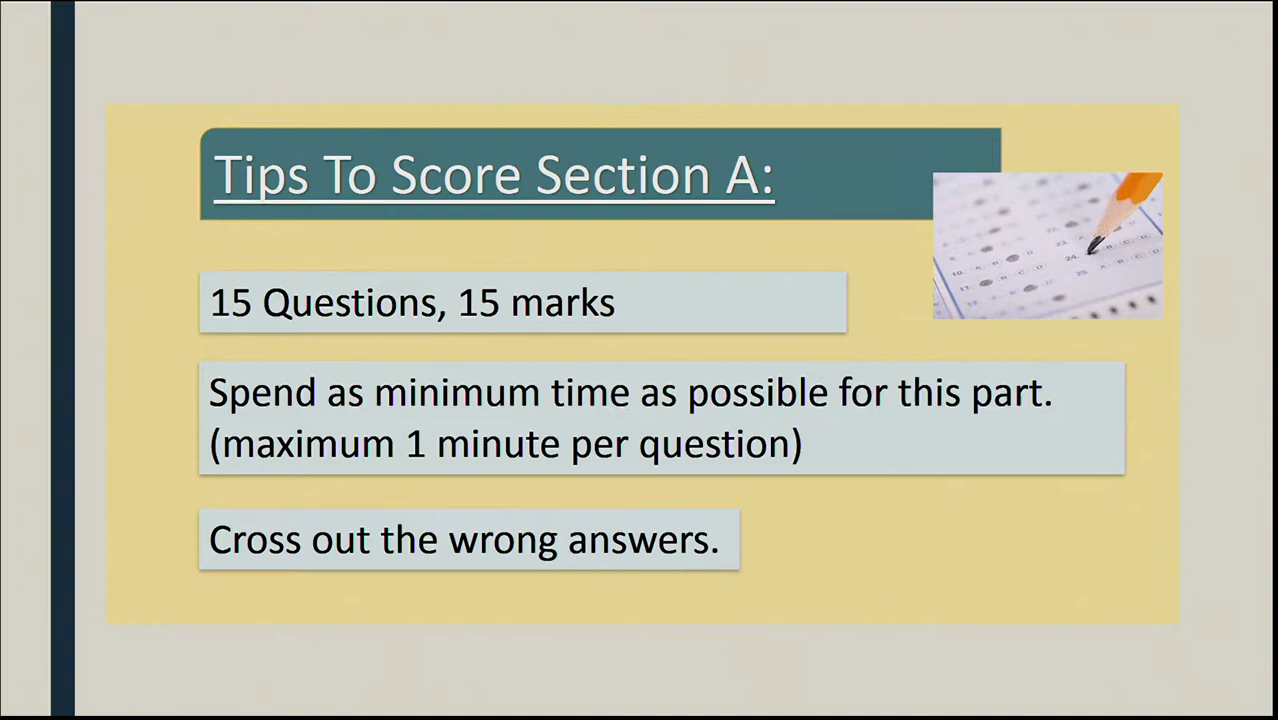 Tips To Score Section A:
15 Questions, 15 marks
Spend as minimum time as possible for this part.
(maximum 1 minute per question)
Cross out the wrong answers.